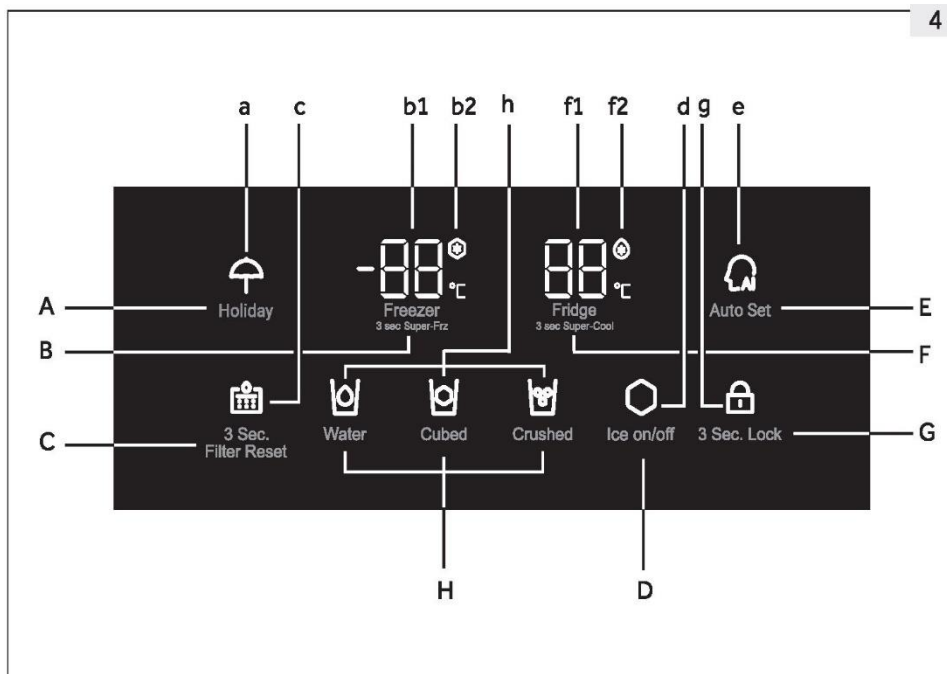 4
a c b1 b2 h f1 f2 d g e
-88 °C 88 °C Ai
A Holiday Freezer Fridge Auto Set E
3 sec Super-Frz 3 sec Super-Cool
B F
3 Sec. Water Cubed Crushed Ice on/off 3 Sec. Lock G
C Filter Reset
H D